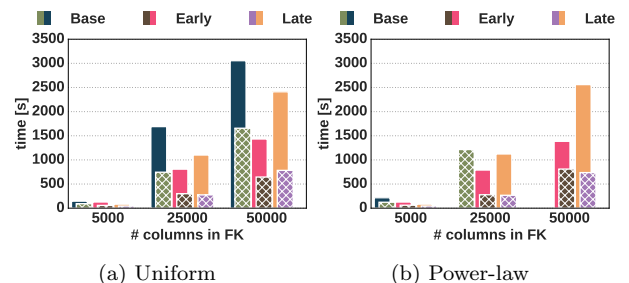 Base Early Late Base Early Late
3500 3500
3000 3000
2500 2500
2000 2000
1500 1500
1000 1000
500 500
0 0
time [s] time [s]
5000 25000 50000 5000 25000 50000
# columns in FK # columns in FK
(a) Uniform (b) Power-law